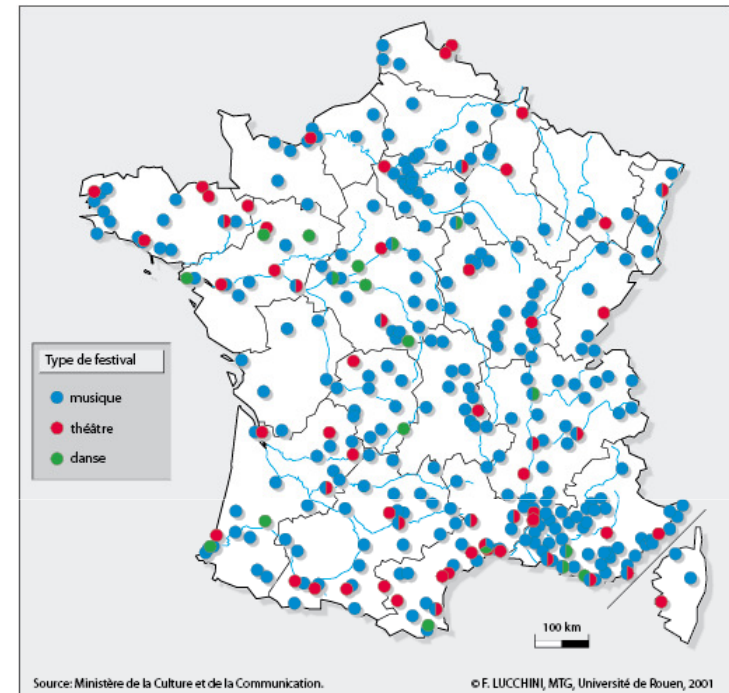 Type de festival
musique
théâtre
danse
100 km
Source: Ministère de la Culture et de la Communication.
© F. LUCCHINI, MTG, Université de Rouen, 2001